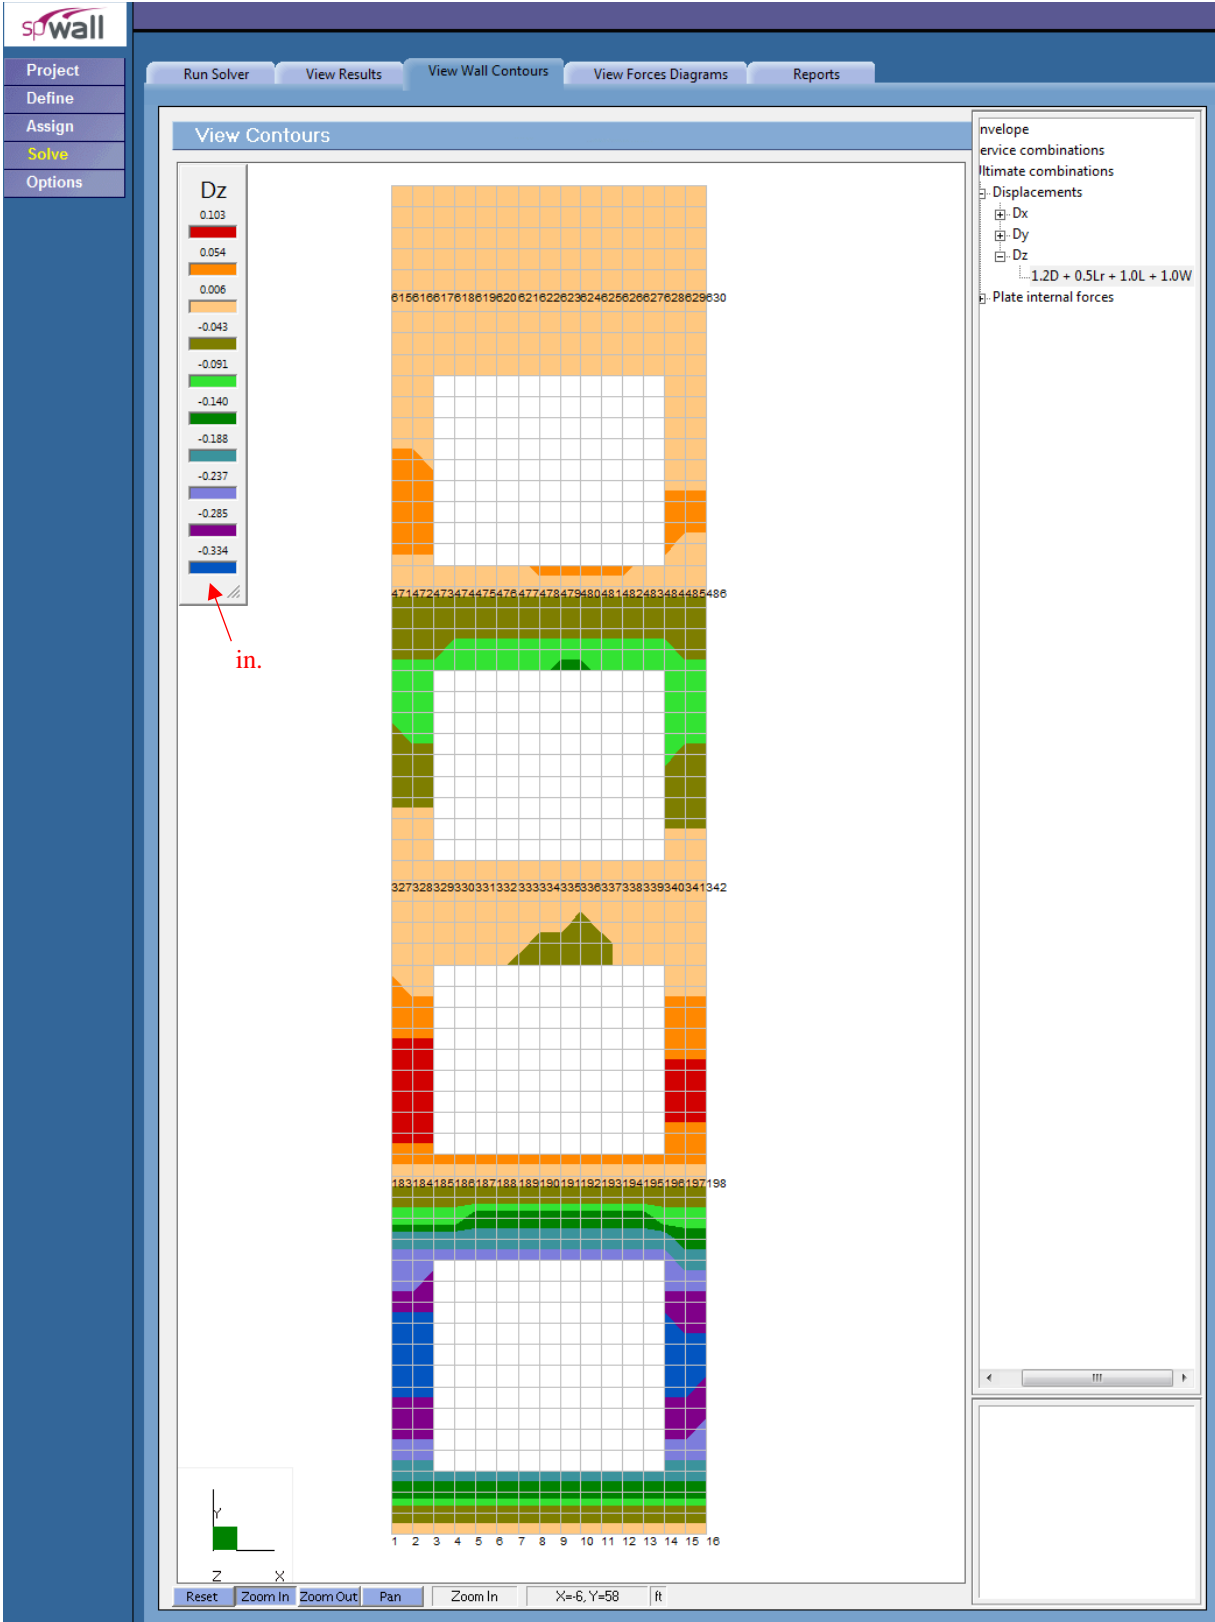 spwall
Project
Define
Assign
Solve
Options
Run Solver
View Results
View Wall Contours
View Forces Diagrams
Reports
View Contours
Dz
0.103
0.054
0.006
-0.043
-0.091
-0.140
-0.188
-0.237
-0.285
-0.334
in.
615616617618619620621622623624625626627628629630
471472473474475476477478479480481482483484485486
327328329330331332333334335336337338339340341342
183184185186187188189190191192193194195196197198
1 2 3 4 5 6 7 8 9 10 11 12 13 14 15 16
Y
Z X
nvelope
ervice combinations
ltimate combinations
Displacements
Dx
Dy
Dz
1.2D + 0.5Lr + 1.0L + 1.0W
Plate internal forces
Reset
Zoom In
Zoom Out
Pan
Zoom In
X=-6, Y=58
ft